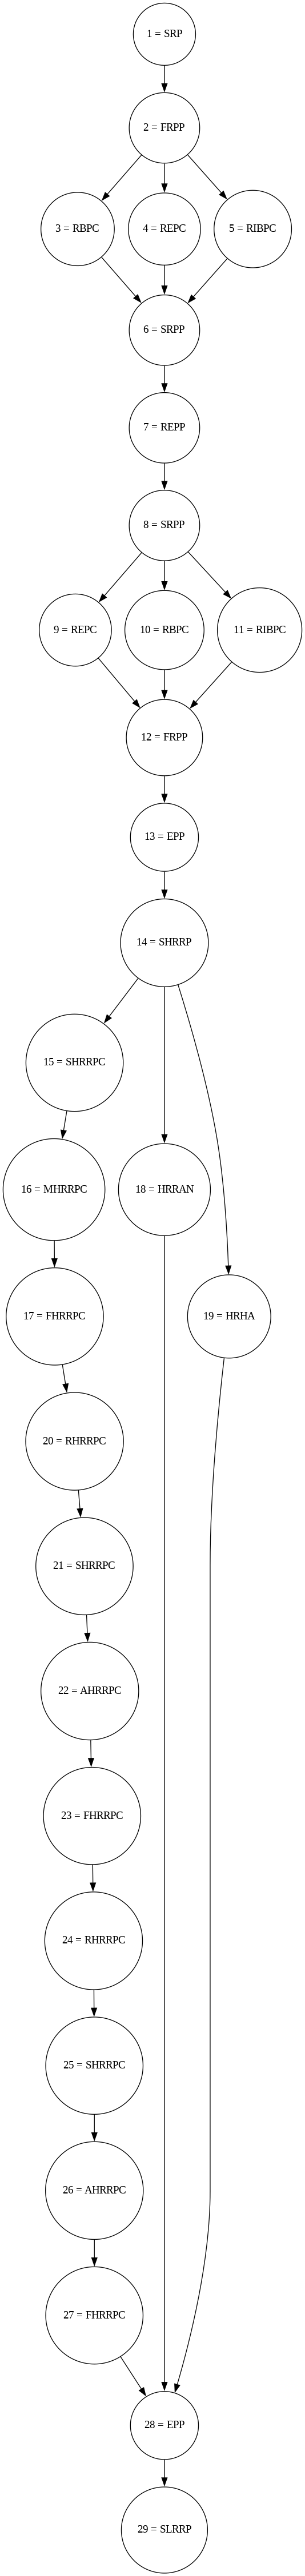 1 = SRP
2 = FRPP
3 = RBPC
4 = REPC
5 = RIBPC
6 = SRPP
7 = REPP
8 = SRPP
9 = REPC
10 = RBPC
11 = RIBPC
12 = FRPP
13 = EPP
14 = SHRRP
15 = SHRRPC
16 = MHRRPC
18 = HRRAN
17 = FHRRPC
19 = HRHA
20 = RHRRPC
21 = SHRRPC
22 = AHRRPC
23 = FHRRPC
24 = RHRRPC
25 = SHRRPC
26 = AHRRPC
27 = FHRRPC
28 = EPP
29 = SLRRP